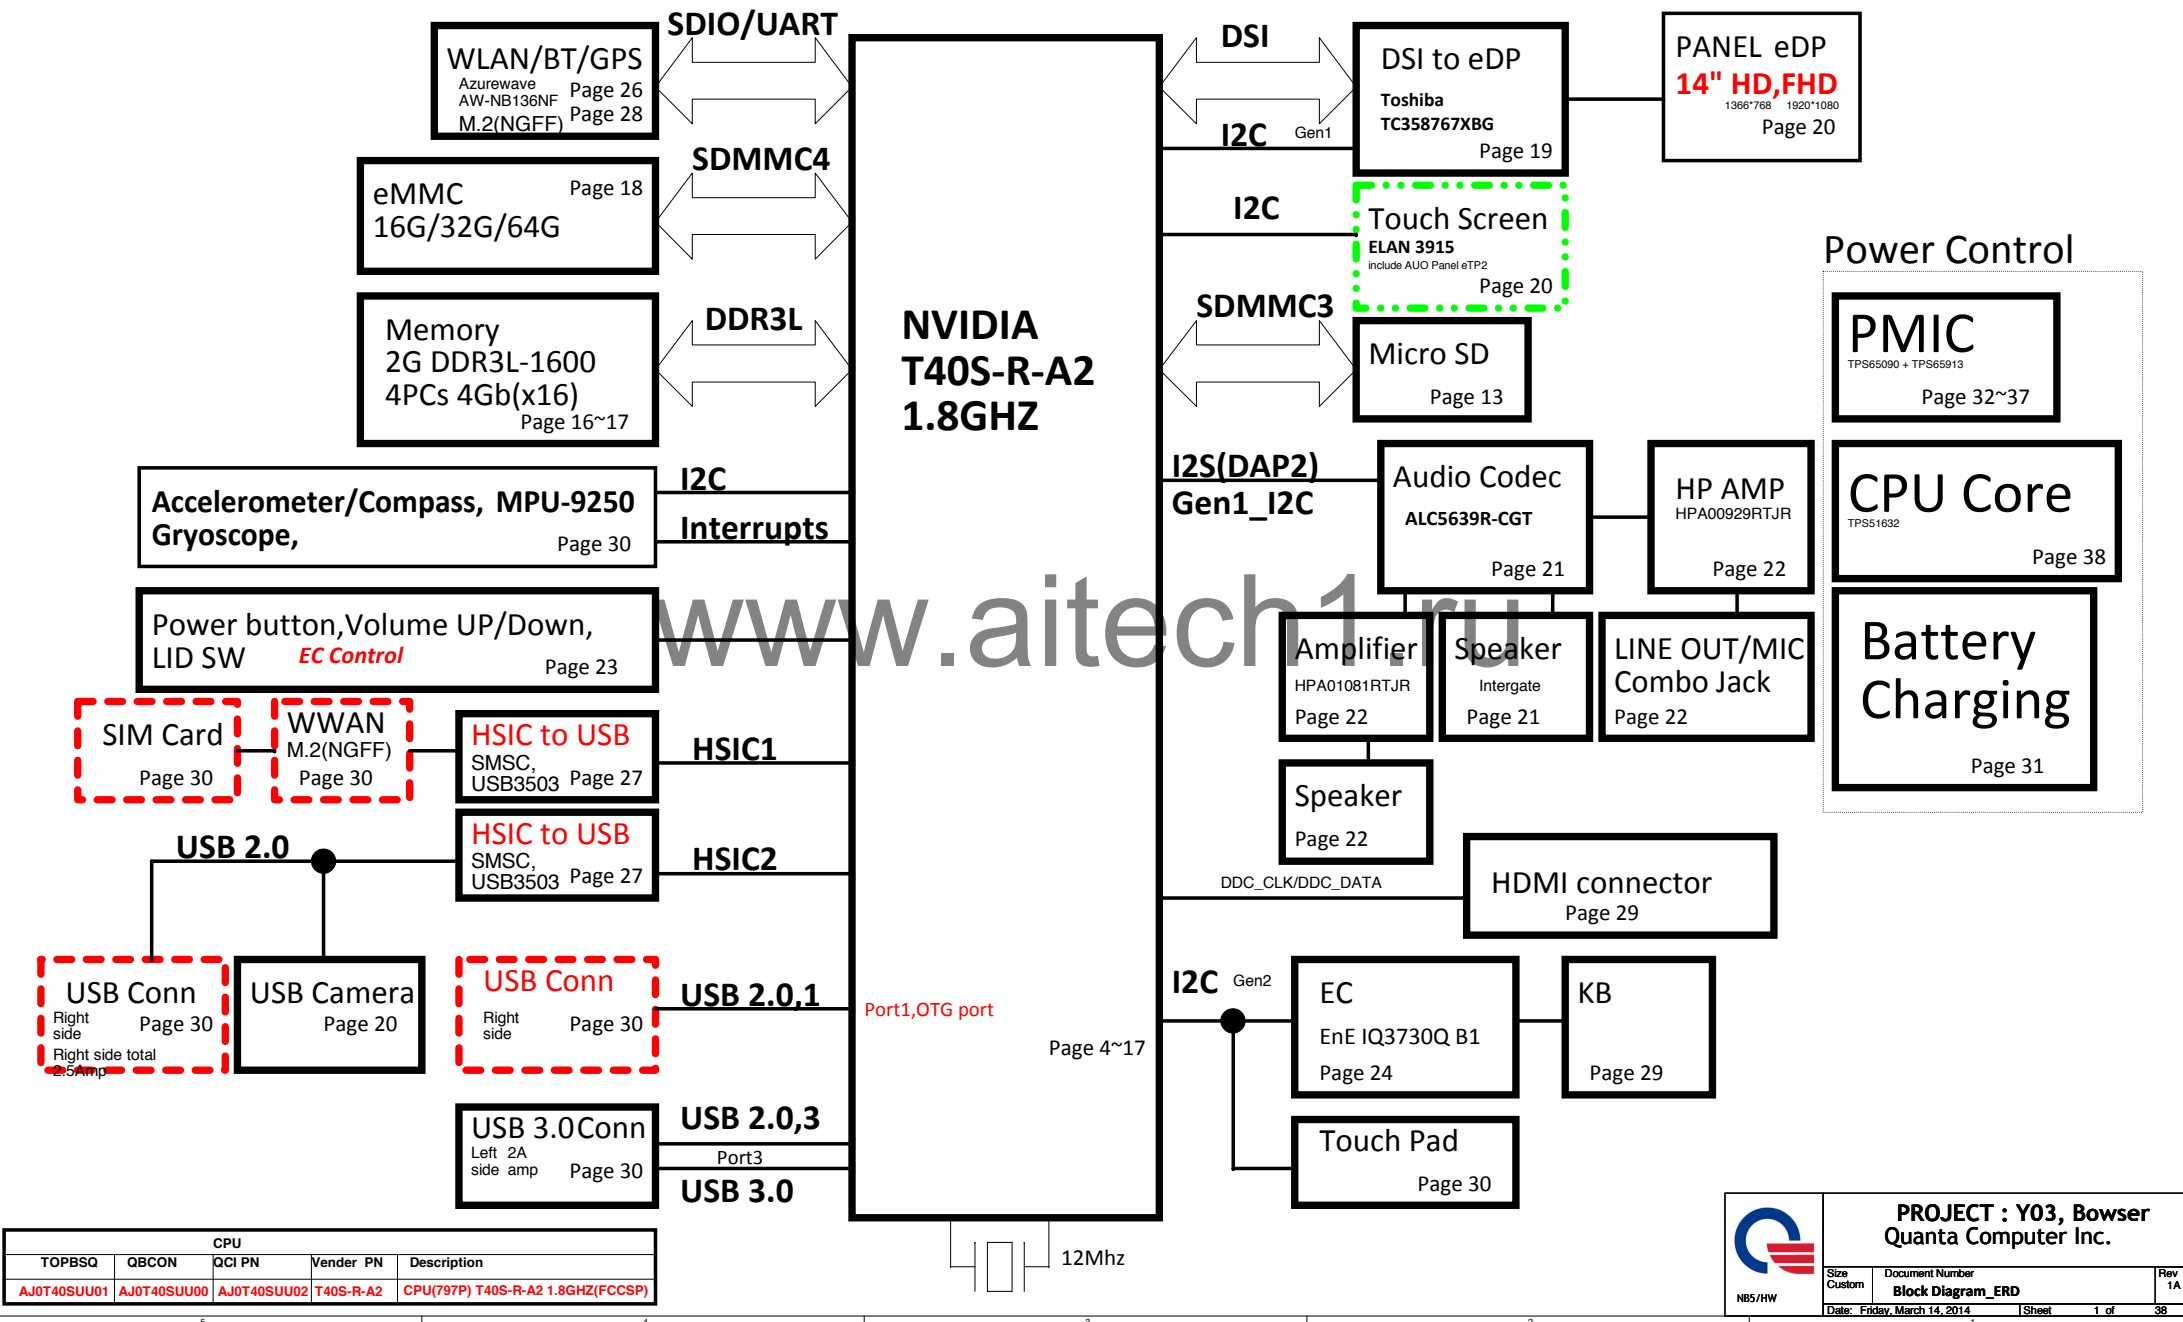 SDIO/UART
WLAN/BT/GPS
Azurewave
AW-NB136NF
M.2(NGFF)
Page 26
Page 28
SDMMC4
eMMC
Page 18
16G/32G/64G
DDR3L
Memory
2G DDR3L-1600
4PCs 4Gb(x16)
Page 16~17
I2C
Accelerometer/Compass, MPU-9250
Gryoscope,
Page 30
Interrupts
Power button,Volume UP/Down,
LID SW
EC Control
Page 23
SIM Card
Page 30
WWAN
M.2(NGFF)
Page 30
HSIC to USB
SMSC,
USB3503
Page 27
HSIC1
USB 2.0
HSIC to USB
SMSC,
USB3503
Page 27
HSIC2
USB Conn
Right
side
Page 30
Right side total
2.5Amp
USB Camera
Page 20
USB Conn
Right
side
Page 30
USB 2.0,1
Port1,OTG port
USB 3.0 Conn
Left 2A
side amp
Page 30
USB 2.0,3
Port3
USB 3.0
NVIDIA
T40S-R-A2
1.8GHZ
Page 4~17
12Mhz
www.aitech1.ru
DSI
DSI to eDP
Toshiba
TC358767XBG
Page 19
I2C Gen1
PANEL eDP
14" HD,FHD
1366*768 1920*1080
Page 20
I2C
Touch Screen
ELAN 3915
include AUO Panel eTP2
Page 20
SDMMC3
Micro SD
Page 13
I2S(DAP2)
Gen1_I2C
Audio Codec
ALC5639R-CGT
Page 21
HP AMP
HPA00929RTJR
Page 22
Amplifier
HPA01081RTJR
Page 22
Speaker
Intergate
Page 21
LINE OUT/MIC
Combo Jack
Page 22
Speaker
Page 22
DDC_CLK/DDC_DATA
HDMI connector
Page 29
I2C Gen2
EC
EnE IQ3730Q B1
Page 24
KB
Page 29
Touch Pad
Page 30
Power Control
PMIC
TPS65090 + TPS65913
Page 32~37
CPU Core
TPS51632
Page 38
Battery
Charging
Page 31
CPU
TOPBSQ QBCON QCI PN Vender PN Description
AJ0T40SUU01 AJ0T40SUU00 AJ0T40SUU02 T40S-R-A2 CPU(797P) T40S-R-A2 1.8GHZ(FCCSP)
5 4 3 2 1
NB5/HW
PROJECT : Y03, Bowser
Quanta Computer Inc.
Size Document Number Rev
Custom Block Diagram_ERD 1A
Date: Friday, March 14, 2014 Sheet 1 of 38